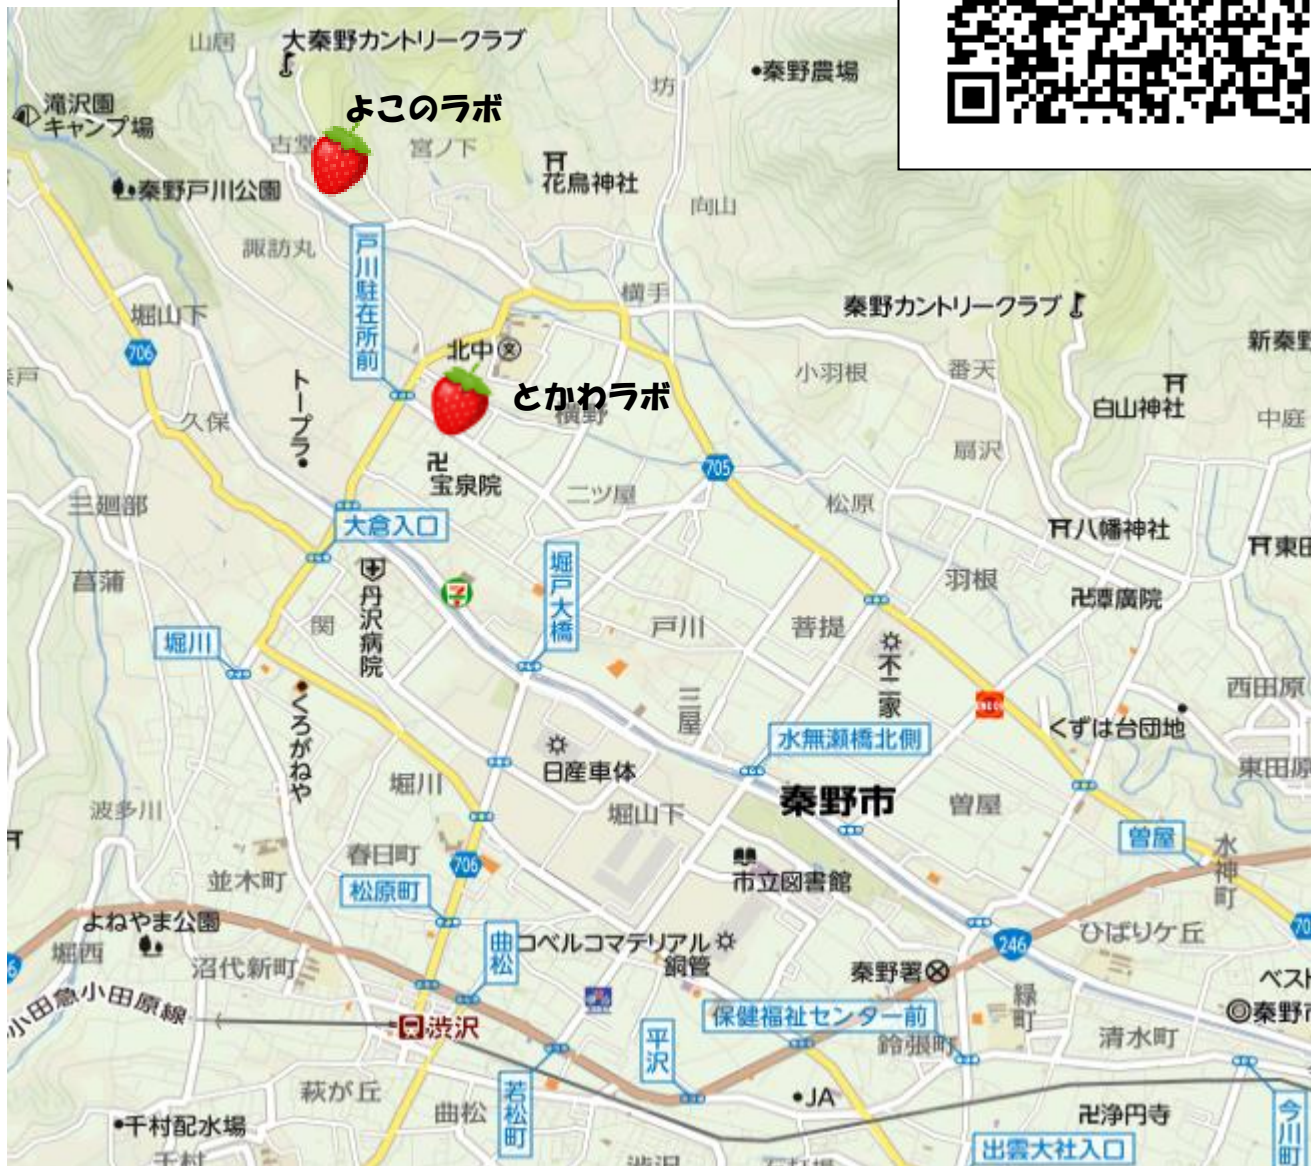 山居
大秦野カントリークラブ
坊
秦野農場
滝沢園
キャンプ場
よこのラボ
古堂
宮ノ下
花鳥神社
秦野戸川公園
向山
諏訪丸
戸川駐在所前
横手
堀山下
秦野カントリークラブ
706
北中
文
新秦野
小羽根
番天
トープラ
とかわラボ
横野
白山神社
中庭
久保
扇沢
卍
宝泉院
705
三廻部
二ツ屋
松原
大倉入口
八幡神社
東田
堀戸大橋
菖蒲
丹沢病院
羽根
卍潭廣院
関
戸川
菩提
堀川
不二家
三屋
ENEOS
西田原
くろがねや
水無瀬橋北側
くずは台団地
日産車体
東田原
堀川
秦野市
曽屋
波多川
堀山下
曽屋
水神町
春日町
706
市立図書館
並木町
松原町
よねやま公園
曲松
コベルコマテリアル
銅管
246
ひばりケ丘
堀西
沼代新町
秦野署
ベスト
小田急小田原線
緑町
秦野市
渋沢
保健福祉センター前
鈴張町
清水町
平沢
萩が丘
曲松
若松町
JA
卍浄円寺
今川町
千村配水場
出雲大社入口
千村
渋沢